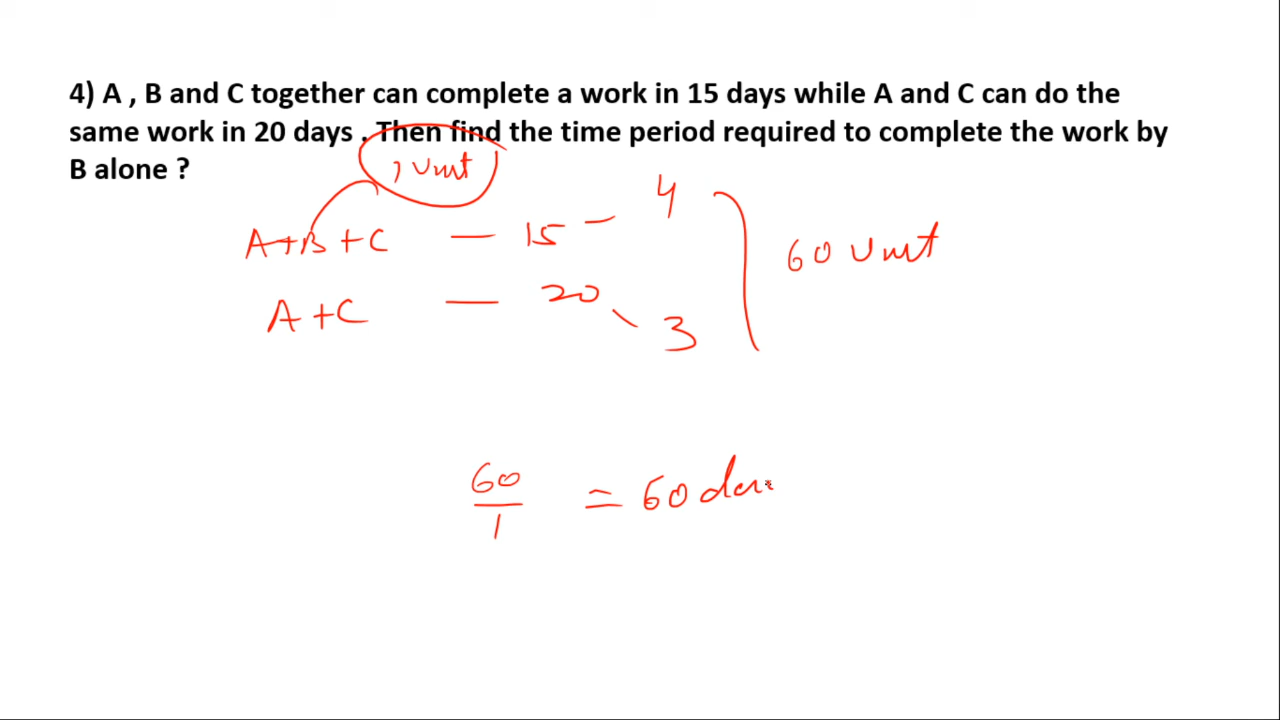 4) A , B and C together can complete a work in 15 days while A and C can do the
same work in 20 days . Then find the time period required to complete the work by
B alone ?
1 Unit
A+B+C — 15 — 4
60 Unit
A+C — 20 — 3
60/1 = 60 day